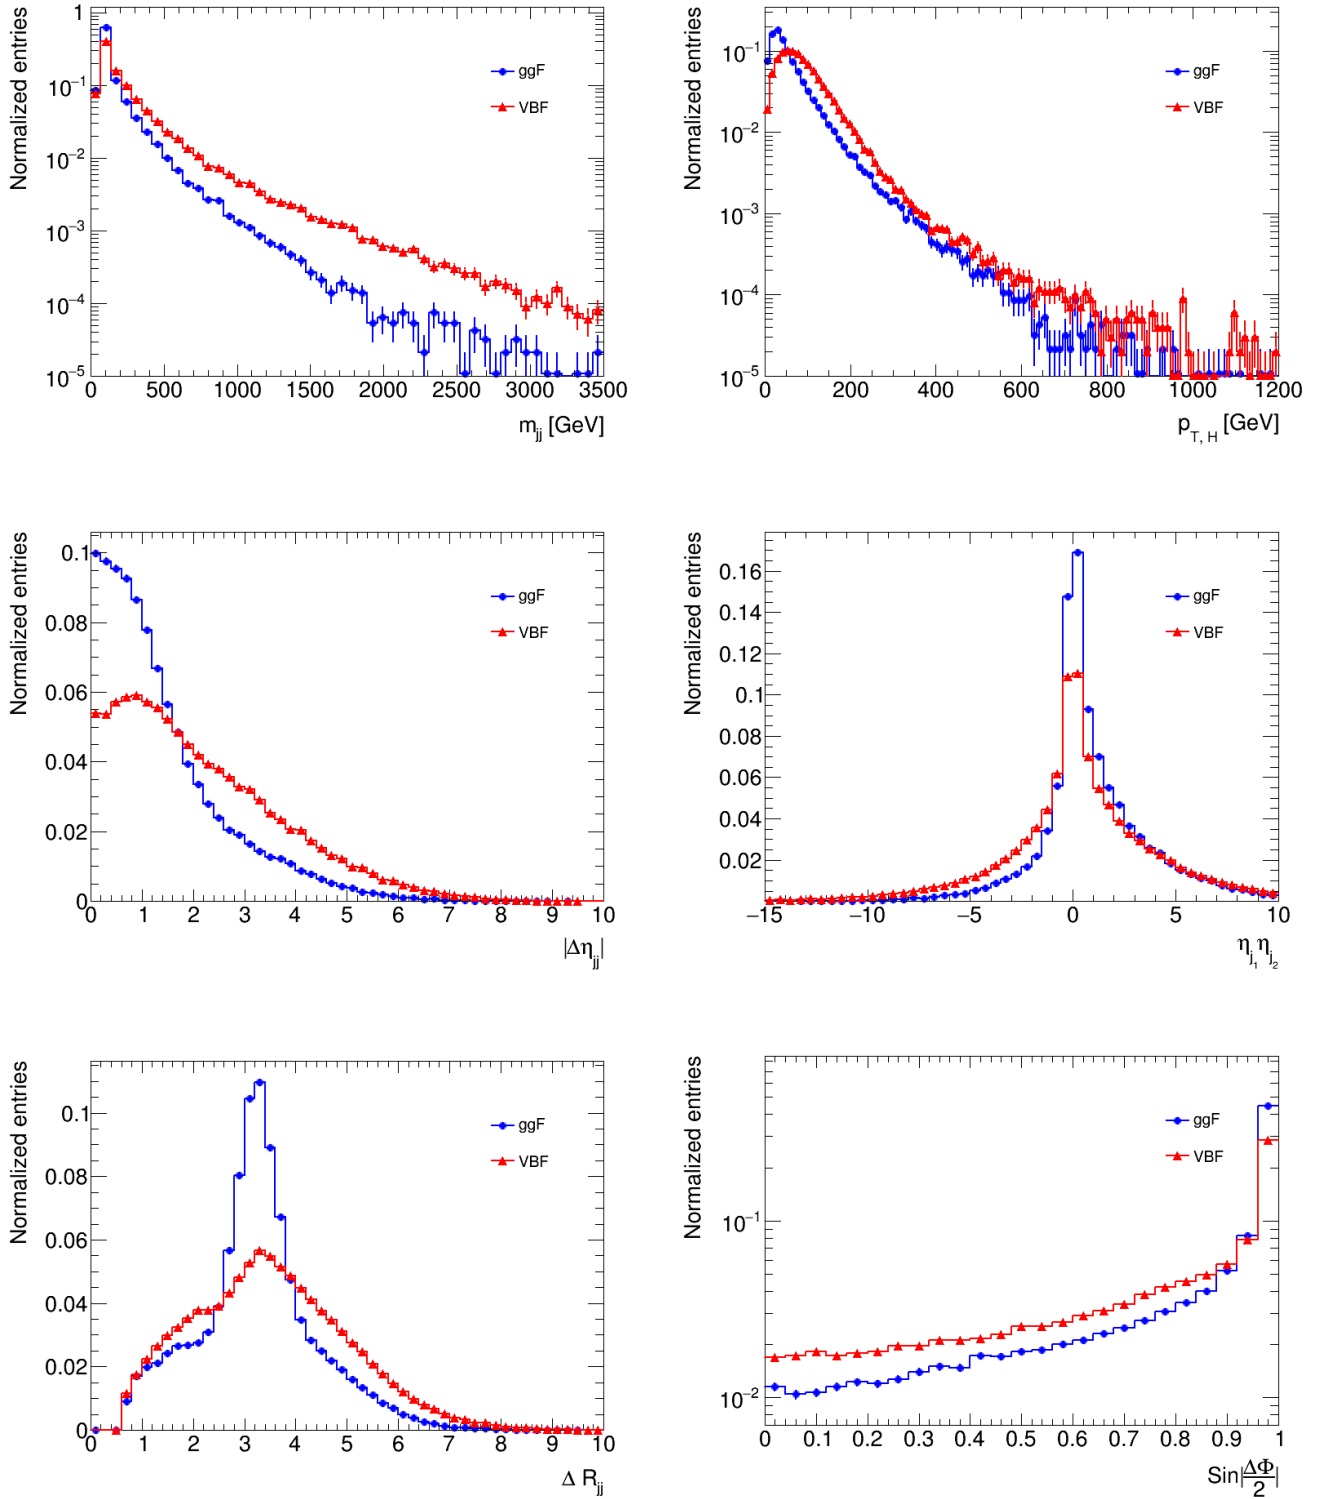 Normalized entries
1
10−1
10−2
10−3
10−4
10−5
ggF
VBF
0 500 1000 1500 2000 2500 3000 3500
mjj [GeV]
Normalized entries
10−1
10−2
10−3
10−4
10−5
ggF
VBF
0 200 400 600 800 1000 1200
pT, H [GeV]
Normalized entries
0.1
0.08
0.06
0.04
0.02
0
ggF
VBF
0 1 2 3 4 5 6 7 8 9 10
|Δηjj|
Normalized entries
0.16
0.14
0.12
0.1
0.08
0.06
0.04
0.02
ggF
VBF
−15 −10 −5 0 5 10
ηj1 ηj2
Normalized entries
0.1
0.08
0.06
0.04
0.02
0
ggF
VBF
0 1 2 3 4 5 6 7 8 9 10
Δ Rjj
Normalized entries
10−1
10−2
ggF
VBF
0 0.1 0.2 0.3 0.4 0.5 0.6 0.7 0.8 0.9 1
Sin|ΔΦ/2|